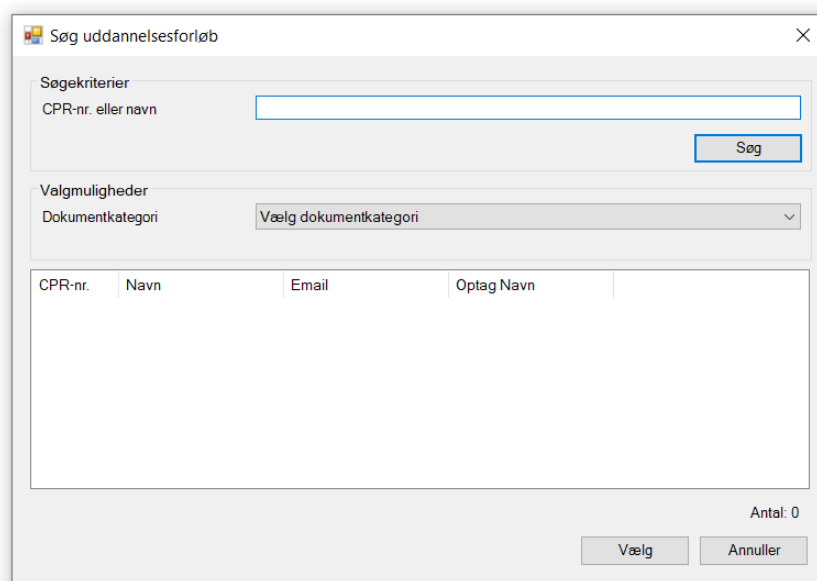 Søg uddannelsesforløb
Søgekriterier
CPR-nr. eller navn
Søg
Valgmuligheder
Dokumentkategori Vælg dokumentkategori
CPR-nr. Navn Email Optag Navn
Antal: 0
Vælg Annuller